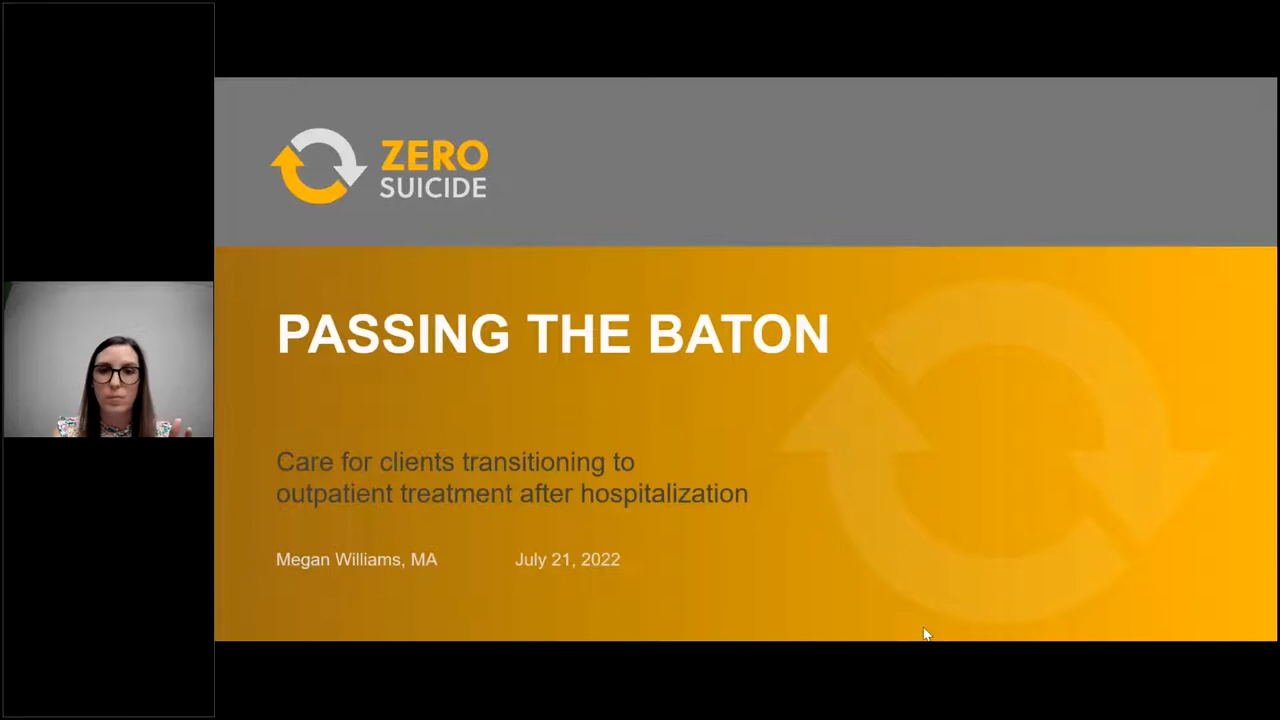 ZERO
SUICIDE
PASSING THE BATON
Care for clients transitioning to
outpatient treatment after hospitalization
Megan Williams, MA
July 21, 2022